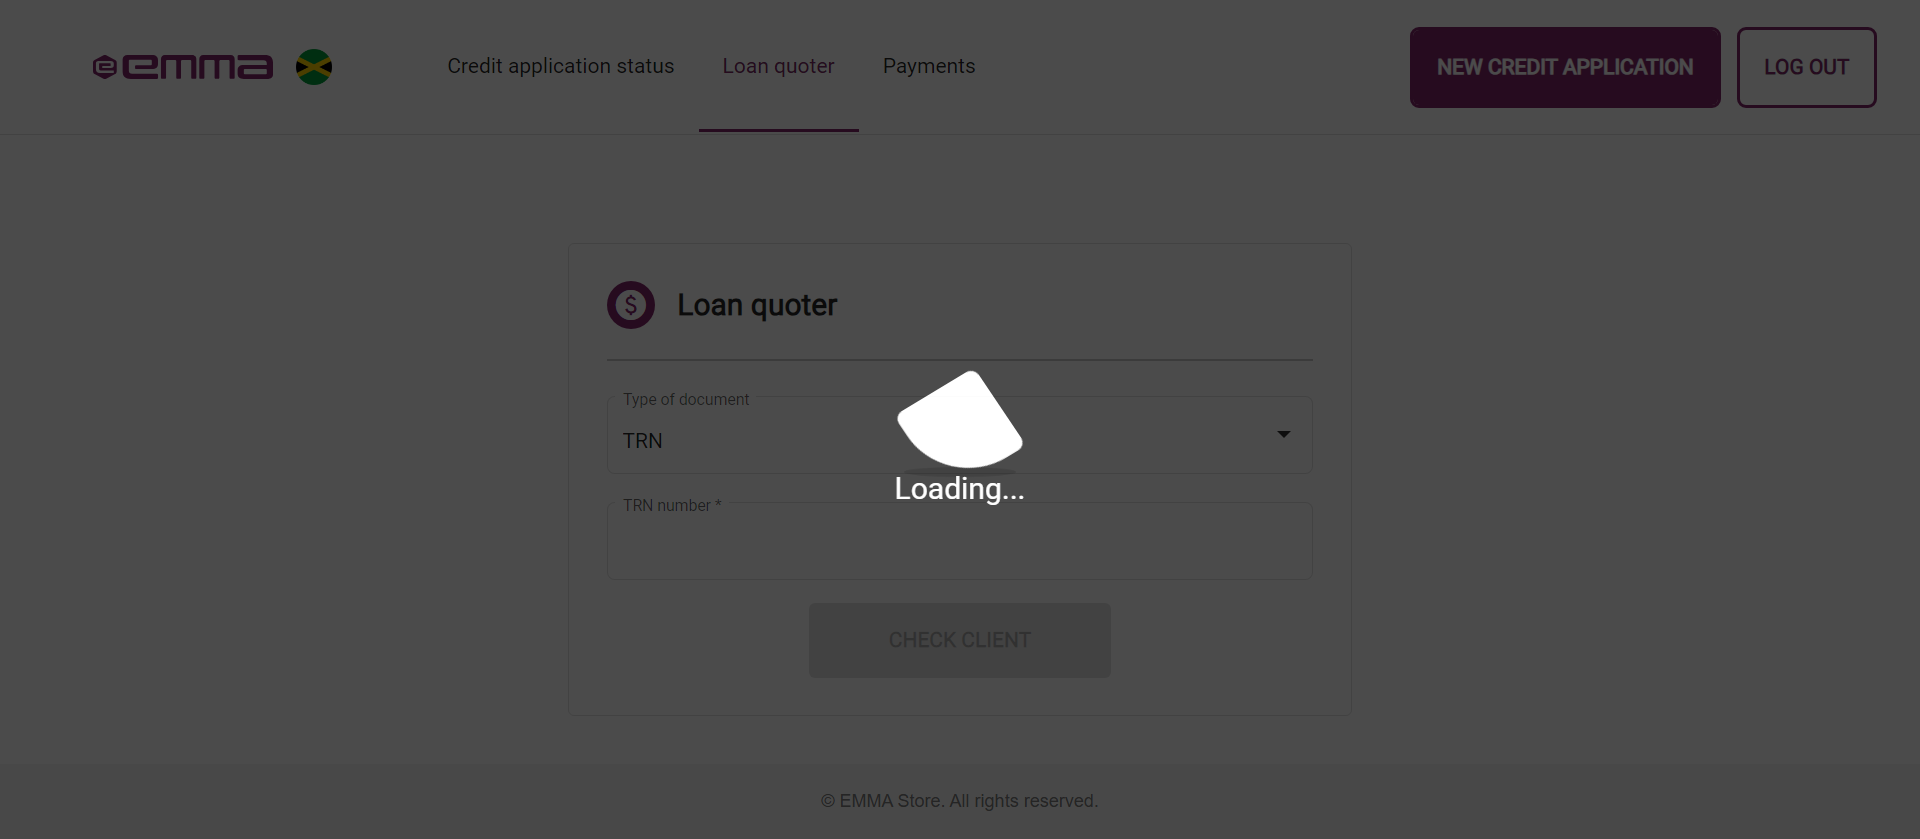 emma
Credit application status
Loan quoter
Payments
NEW CREDIT APPLICATION
LOG OUT
$ Loan quoter
Type of document
TRN
Loading...
TRN number *
CHECK CLIENT
© EMMA Store. All rights reserved.